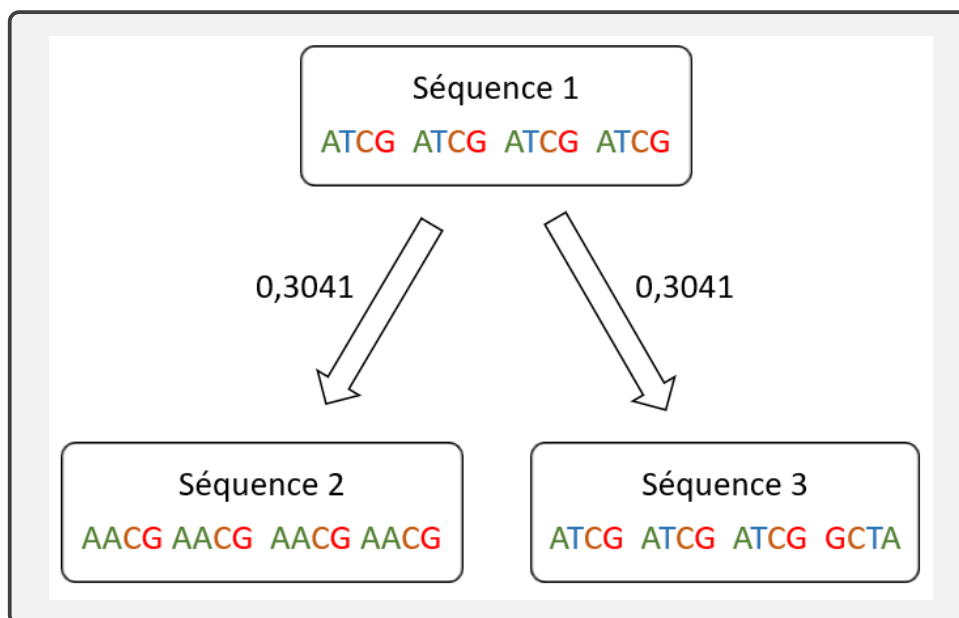 Séquence 1
ATCG ATCG ATCG ATCG
0,3041 0,3041
Séquence 2
AACG AACG AACG AACG
Séquence 3
ATCG ATCG ATCG GCTA